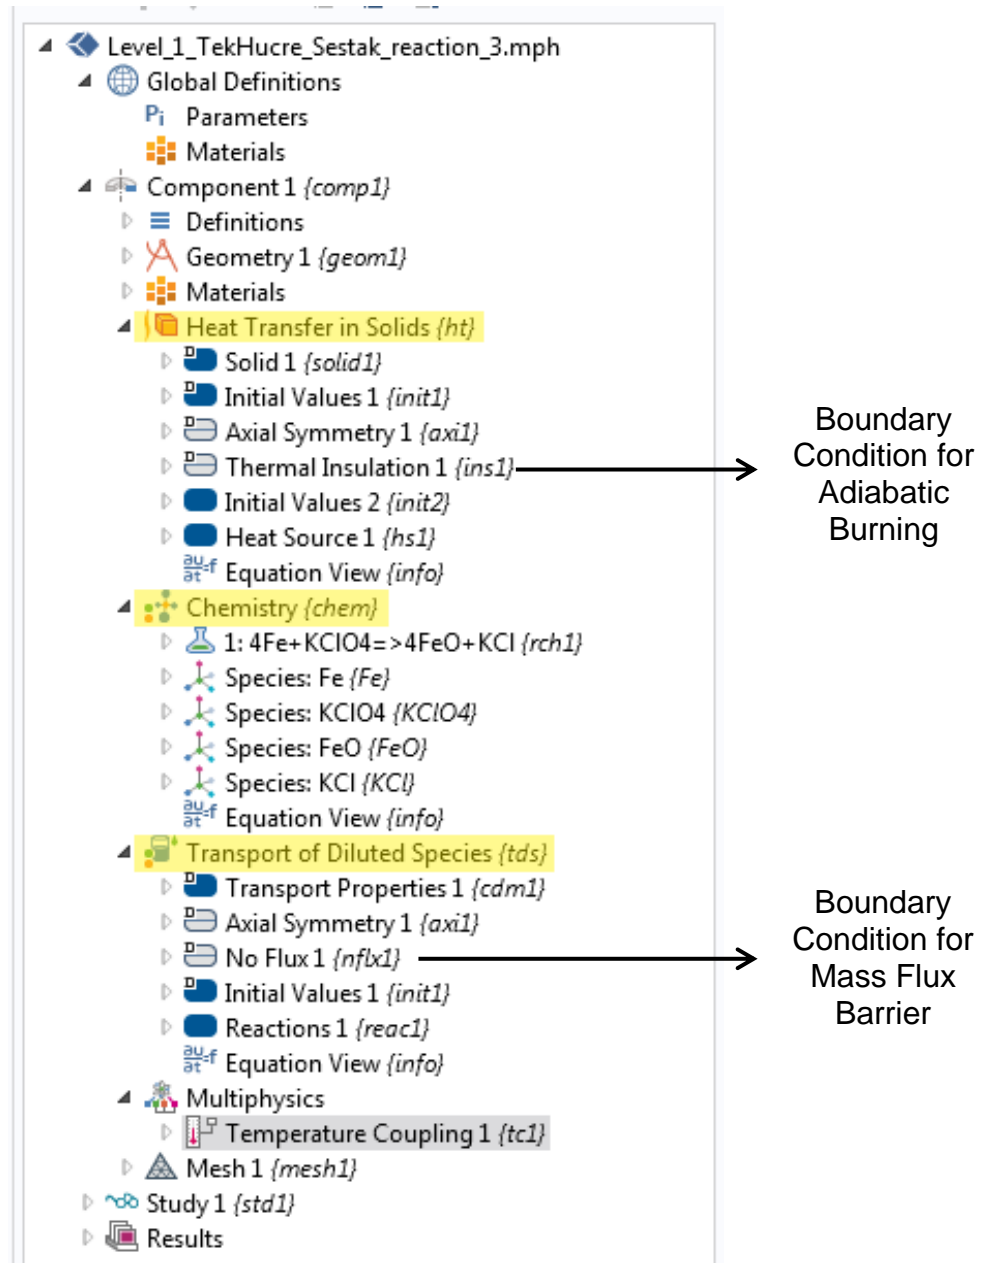 Level_1_TekHucre_Sestak_reaction_3.mph
Global Definitions
Pi Parameters
Materials
Component 1 {comp1}
Definitions
Geometry 1 {geom1}
Materials
Heat Transfer in Solids {ht}
Solid 1 {solid1}
Initial Values 1 {init1}
Axial Symmetry 1 {axi1}
Thermal Insulation 1 {ins1}
Initial Values 2 {init2}
Heat Source 1 {hs1}
∂u/∂t=f Equation View {info}
Chemistry {chem}
1: 4Fe+KClO4=>4FeO+KCl {rch1}
Species: Fe {Fe}
Species: KClO4 {KClO4}
Species: FeO {FeO}
Species: KCl {KCl}
∂u/∂t=f Equation View {info}
Transport of Diluted Species {tds}
Transport Properties 1 {cdm1}
Axial Symmetry 1 {axi1}
No Flux 1 {nflx1}
Initial Values 1 {init1}
Reactions 1 {reac1}
∂u/∂t=f Equation View {info}
Multiphysics
Temperature Coupling 1 {tc1}
Mesh 1 {mesh1}
Study 1 {std1}
Results
Boundary
Condition for
Adiabatic
Burning
Boundary
Condition for
Mass Flux
Barrier